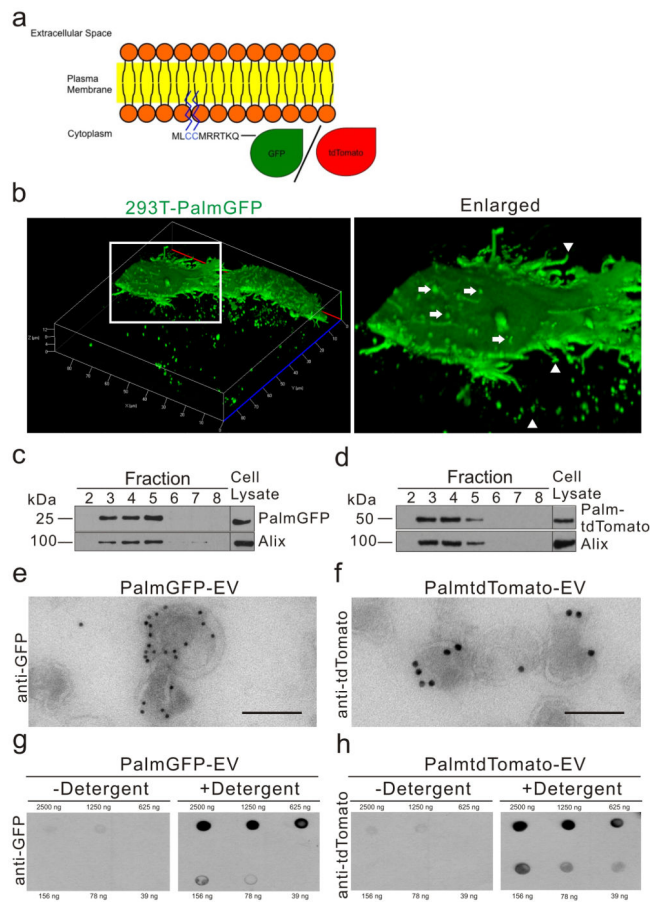 a
Extracellular Space
Plasma
Membrane
Cytoplasm
MLCCMRRTKQ
GFP
tdTomato
b
293T-PalmGFP
Enlarged
c
Fraction
Cell
Lysate
kDa
2 3 4 5 6 7 8
25
PalmGFP
100
Alix
d
Fraction
Cell
Lysate
kDa
2 3 4 5 6 7 8
50
Palm-
tdTomato
100
Alix
e
PalmGFP-EV
anti-GFP
f
PalmtdTomato-EV
anti-tdTomato
g
PalmGFP-EV
-Detergent
+Detergent
2500 ng 1250 ng 625 ng
2500 ng 1250 ng 625 ng
anti-GFP
156 ng 78 ng 39 ng
156 ng 78 ng 39 ng
h
PalmtdTomato-EV
-Detergent
+Detergent
2500 ng 1250 ng 625 ng
2500 ng 1250 ng 625 ng
anti-tdTomato
156 ng 78 ng 39 ng
156 ng 78 ng 39 ng